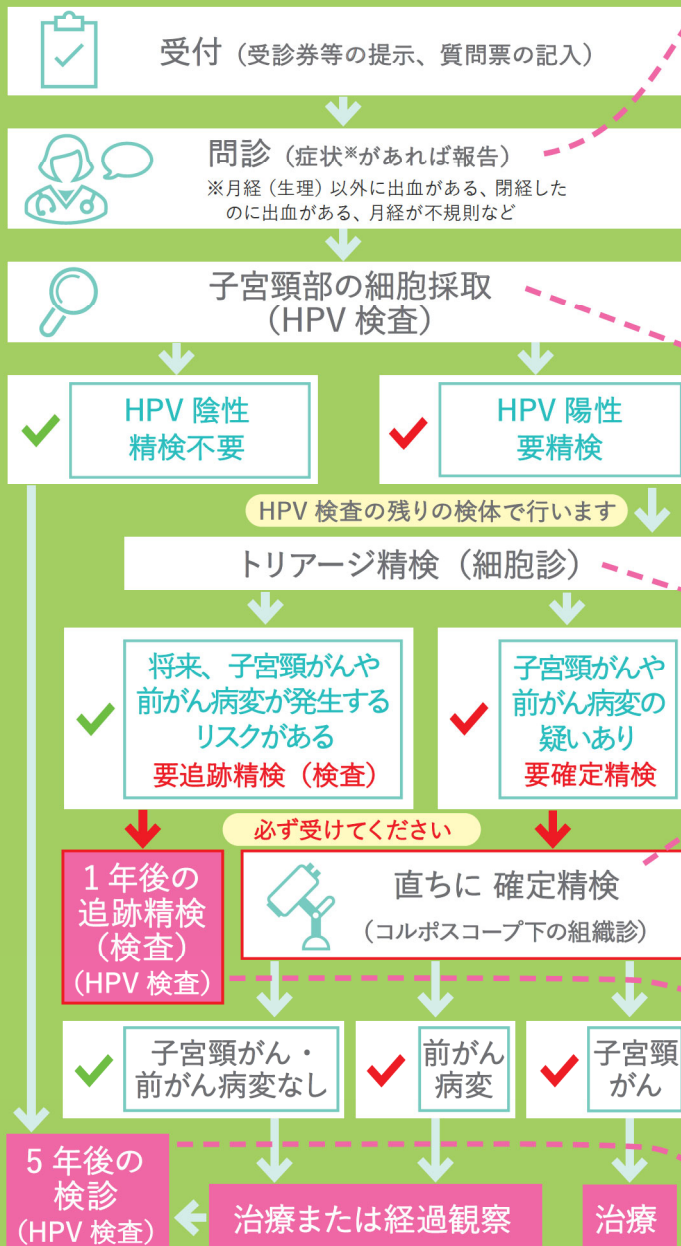 受付（受診券等の提示、質問票の記入）
問診（症状※があれば報告）
※月経（生理）以外に出血がある、閉経した
のに出血がある、月経が不規則など
子宮頸部の細胞採取
（HPV 検査）
HPV 陰性
精検不要
HPV 陽性
要精検
HPV 検査の残りの検体で行います
トリアージ精検（細胞診）
将来、子宮頸がんや
前がん病変が発生する
リスクがある
要追跡精検（検査）
子宮頸がんや
前がん病変の
疑いあり
要確定精検
必ず受けてください
1 年後の
追跡精検
（検査）
（HPV 検査）
直ちに 確定精検
（コルポスコープ下の組織診）
子宮頸がん・
前がん病変なし
前がん
病変
子宮頸
がん
5 年後の
検診
（HPV 検査）
治療または経過観察
治療